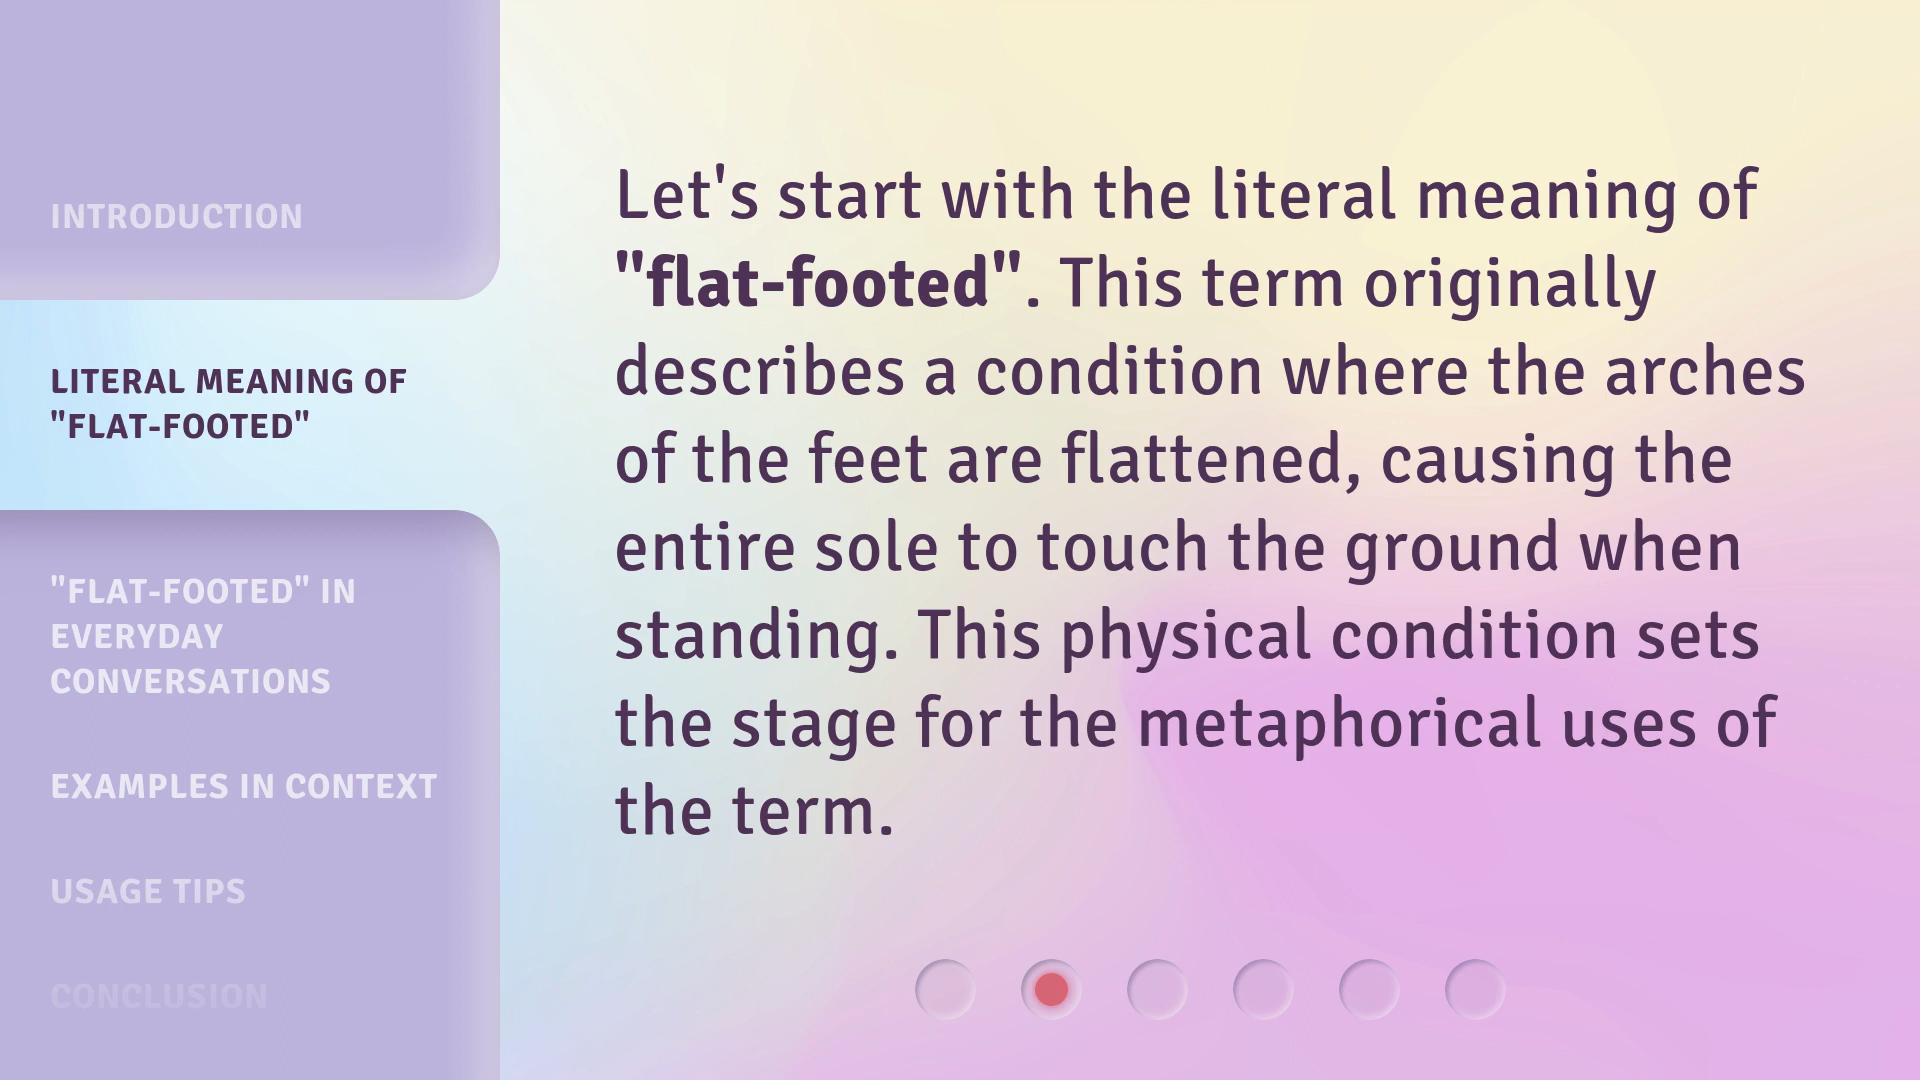 INTRODUCTION
LITERAL MEANING OF
"FLAT-FOOTED"
"FLAT-FOOTED" IN
EVERYDAY
CONVERSATIONS
EXAMPLES IN CONTEXT
USAGE TIPS
CONCLUSION
Let's start with the literal meaning of
"flat-footed". This term originally
describes a condition where the arches
of the feet are flattened, causing the
entire sole to touch the ground when
standing. This physical condition sets
the stage for the metaphorical uses of
the term.